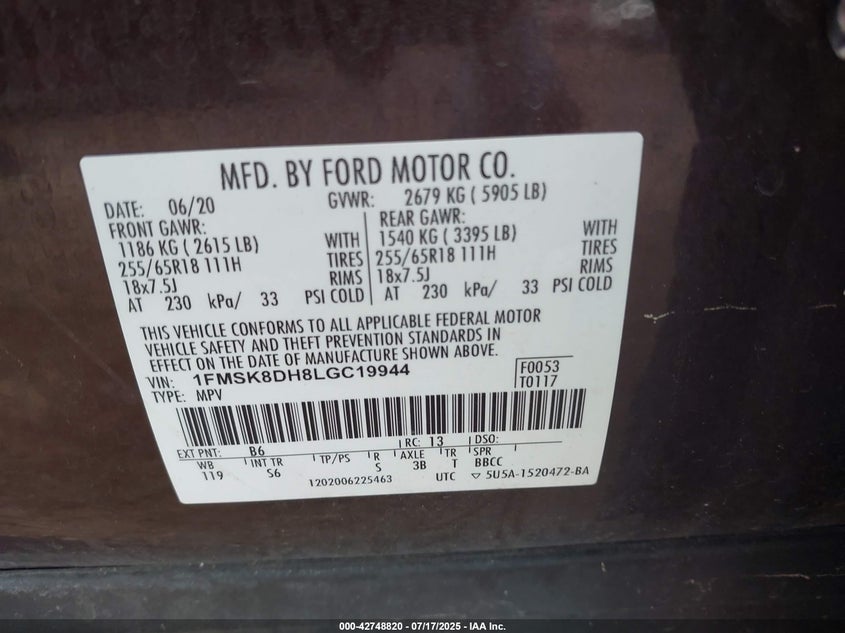 MFD. BY FORD MOTOR CO.
DATE: 06/20 GVWR: 2679 KG ( 5905 LB)
FRONT GAWR: REAR GAWR:
1186 KG ( 2615 LB) WITH 1540 KG ( 3395 LB) WITH
255/65R18 111H TIRES 255/65R18 111H TIRES
18x7.5J RIMS 18x7.5J RIMS
AT 230 kPa/ 33 PSI COLD AT 230 kPa/ 33 PSI COLD
THIS VEHICLE CONFORMS TO ALL APPLICABLE FEDERAL MOTOR
VEHICLE SAFETY AND THEFT PREVENTION STANDARDS IN
EFFECT ON THE DATE OF MANUFACTURE SHOWN ABOVE.
VIN: 1FMSK8DH8LGC19944 F0053
TYPE: MPV T0117
EXT PNT: B6 RC: 13 DSO:
WB INT TR TP/PS R AXLE TR SPR
119 S6 S 3B T BBCC
1202006225463 UTC ▽ 5U5A-1520472-BA
000-42748820 - 07/17/2025 - IAA Inc.